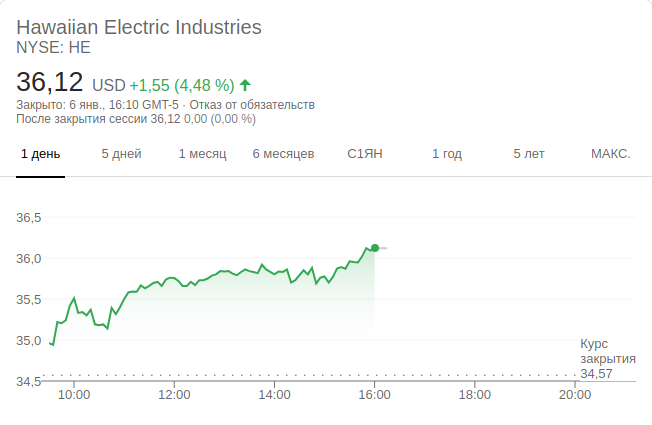 Hawaiian Electric Industries
NYSE: HE
36,12 USD +1,55 (4,48 %)
Закрыто: 6 янв., 16:10 GMT-5 · Отказ от обязательств
После закрытия сессии 36,12 0,00 (0,00 %)
1 день 5 дней 1 месяц 6 месяцев С1ЯН 1 год 5 лет МАКС.
36,5
36,0
35,5
35,0
Курс
закрытия
34,57
34,5
10:00 12:00 14:00 16:00 18:00 20:00